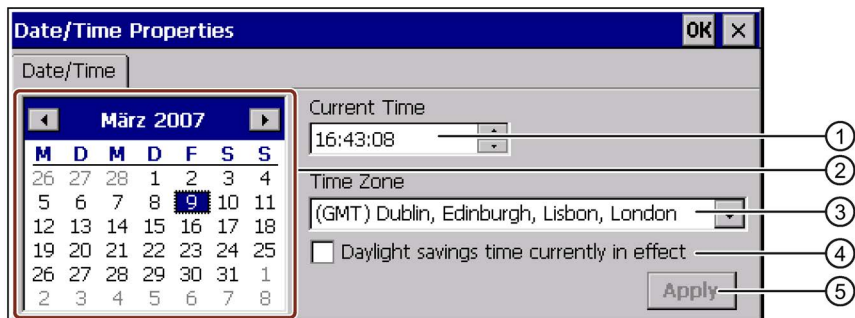 Date/Time Properties OK ×
Date/Time
März 2007
M D M D F S S
26 27 28 1 2 3 4
5 6 7 8 9 10 11
12 13 14 15 16 17 18
19 20 21 22 23 24 25
26 27 28 29 30 31 1
2 3 4 5 6 7 8
Current Time
16:43:08
Time Zone
(GMT) Dublin, Edinburgh, Lisbon, London
Daylight savings time currently in effect
Apply
1
2
3
4
5